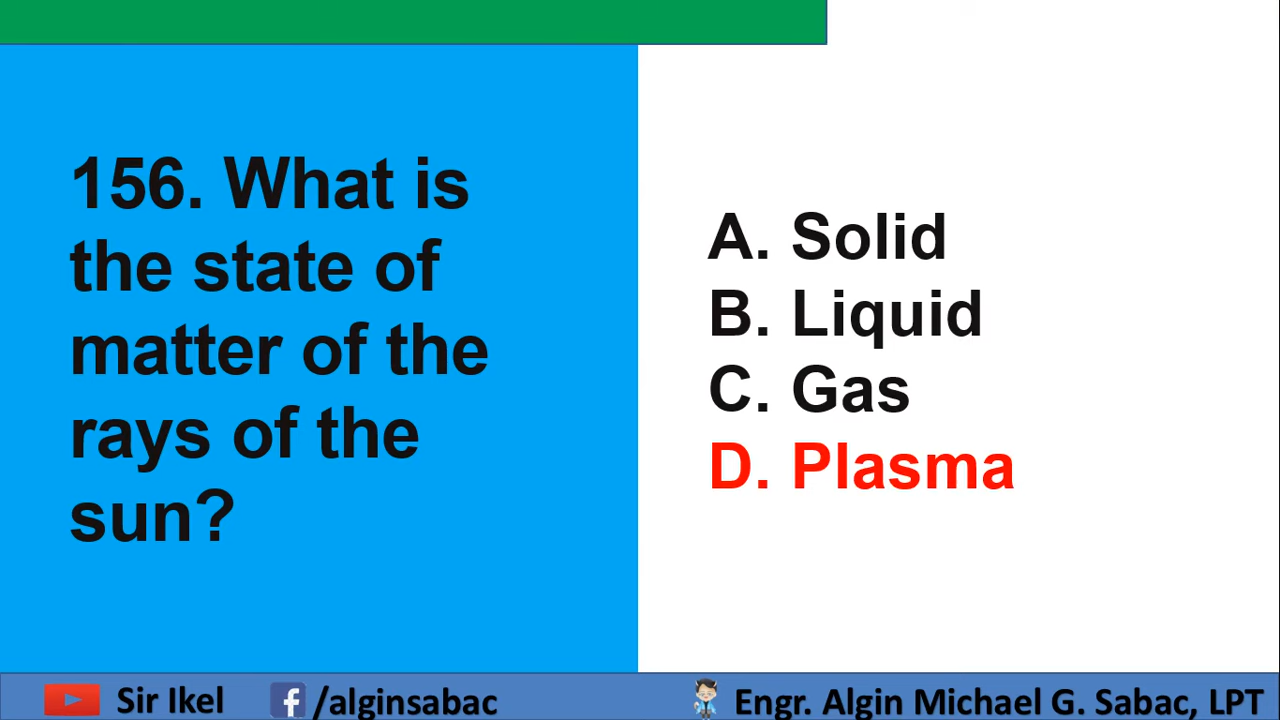 156. What is
the state of
matter of the
rays of the
sun?
A. Solid
B. Liquid
C. Gas
D. Plasma
Sir Ikel
/alginsabac
Engr. Algin Michael G. Sabac, LPT